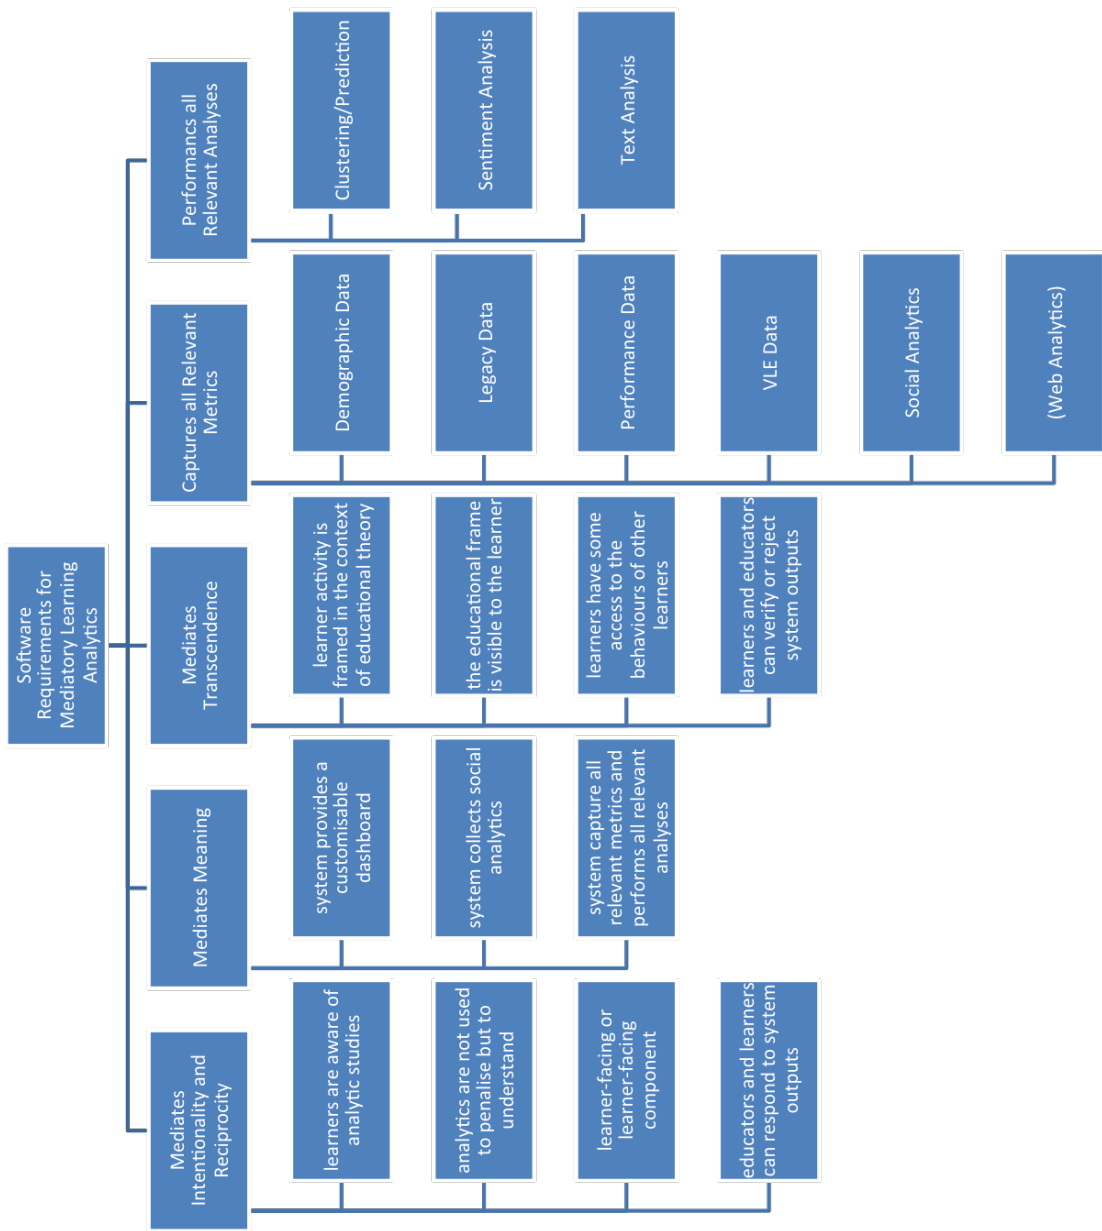 Software
Requirements for
Mediatory Learning
Analytics
Mediates
Intentionality and
Reciprocity
learners are aware of
analytic studies
analytics are not used
to penalise but to
understand
learner-facing or
learner-facing
component
educators and learners
can respond to system
outputs
Mediates Meaning
system provides a
customisable
dashboard
system collects social
analytics
system capture all
relevant metrics and
performs all relevant
analyses
Mediates
Transcendence
learner activity is
framed in the context
of educational theory
the educational frame
is visible to the learner
learners have some
access to the
behaviours of other
learners
learners and educators
can verify or reject
system outputs
Captures all Relevant
Metrics
Demographic Data
Legacy Data
Performance Data
VLE Data
Social Analytics
(Web Analytics)
Performancs all
Relevant Analyses
Clustering/Prediction
Sentiment Analysis
Text Analysis